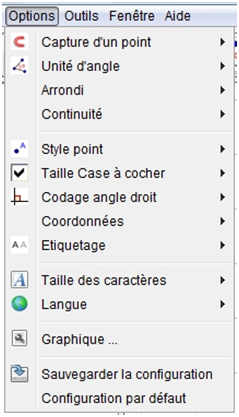 Options Outils Fenêtre Aide
Capture d'un point
Unité d'angle
Arrondi
Continuité
Style point
Taille Case à cocher
Codage angle droit
Coordonnées
Etiquetage
Taille des caractères
Langue
Graphique ...
Sauvegarder la configuration
Configuration par défaut